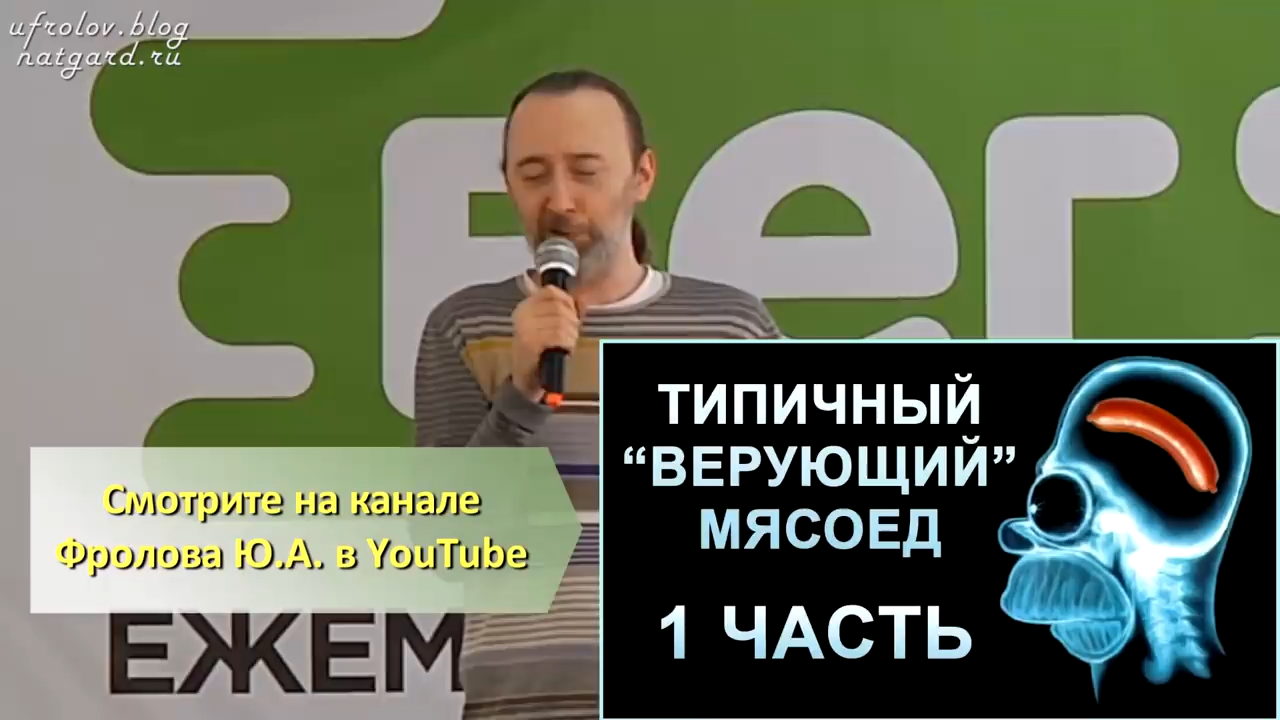 ufrolov.blog
natgard.ru
Смотрите на канале
Фролова Ю.А. в YouTube
ТИПИЧНЫЙ
“ВЕРУЮЩИЙ”
МЯСОЕД
1 ЧАСТЬ
ЕЖЕМ